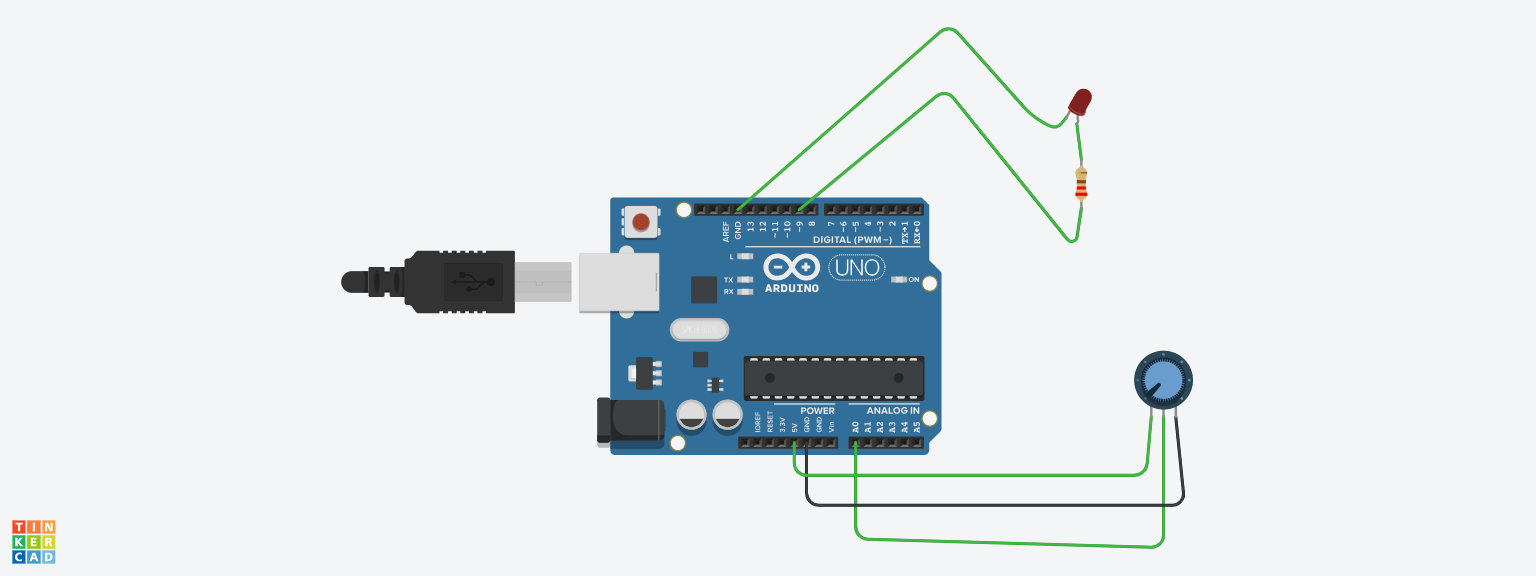 AREF
GND
13
12
~11
~10
~9
8
7
~6
~5
4
~3
2
TX→1
RX←0
DIGITAL (PWM~)
L
TX
RX
ARDUINO
UNO
ON
POWER
ANALOG IN
IOREF
RESET
3.3V
5V
GND
GND
Vin
A0
A1
A2
A3
A4
A5
TIN
KER
CAD